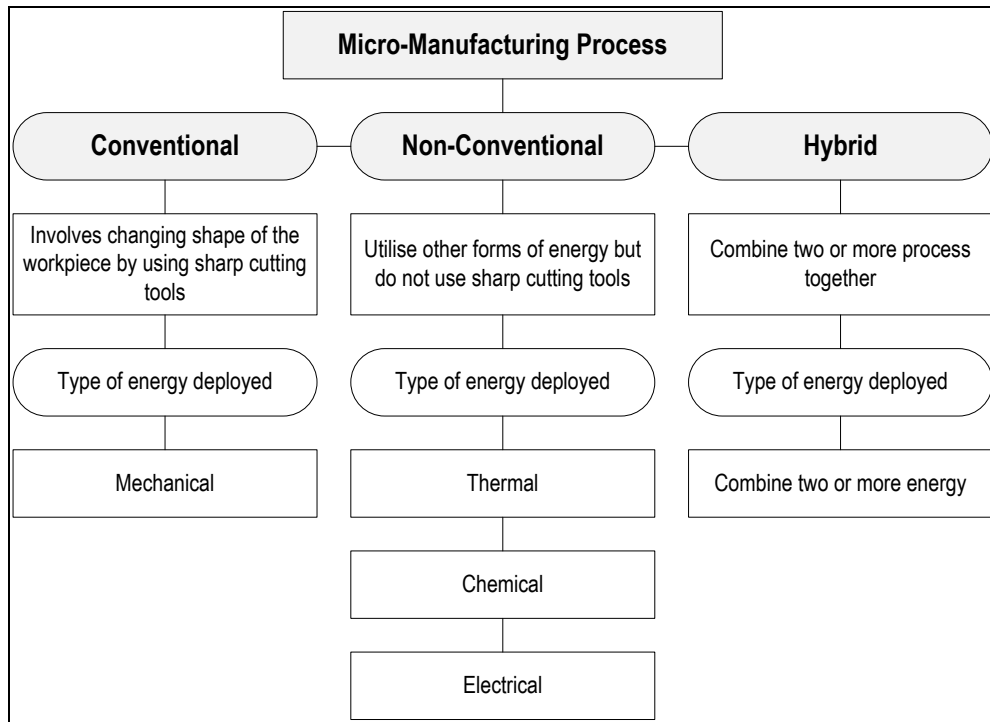 Micro-Manufacturing Process
Conventional
Non-Conventional
Hybrid
Involves changing shape of the
workpiece by using sharp cutting
tools
Utilise other forms of energy but
do not use sharp cutting tools
Combine two or more process
together
Type of energy deployed
Type of energy deployed
Type of energy deployed
Mechanical
Thermal
Combine two or more energy
Chemical
Electrical